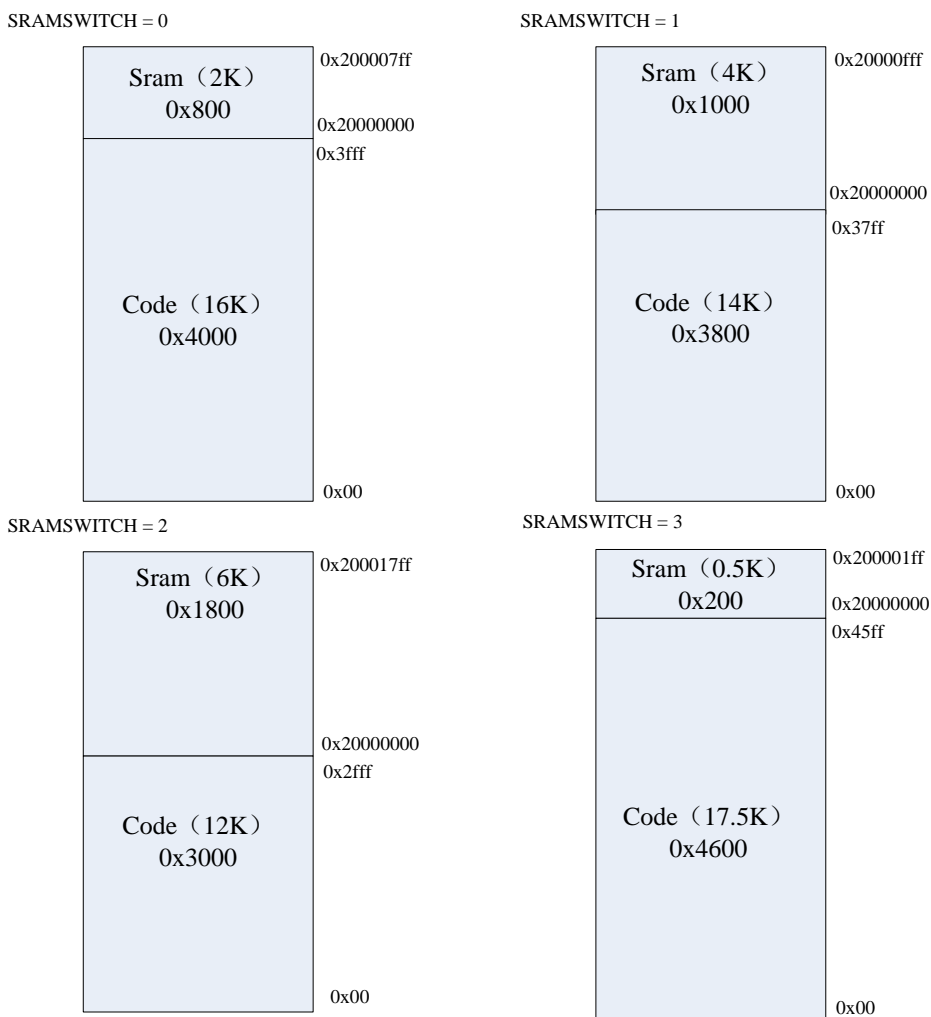 SRAMSWITCH = 0
Sram（2K）
0x800
0x200007ff
0x20000000
0x3fff
Code（16K）
0x4000
0x00
SRAMSWITCH = 1
Sram（4K）
0x1000
0x20000fff
0x20000000
0x37ff
Code（14K）
0x3800
0x00
SRAMSWITCH = 2
Sram（6K）
0x1800
0x200017ff
0x20000000
0x2fff
Code（12K）
0x3000
0x00
SRAMSWITCH = 3
Sram（0.5K）
0x200
0x200001ff
0x20000000
0x45ff
Code（17.5K）
0x4600
0x00